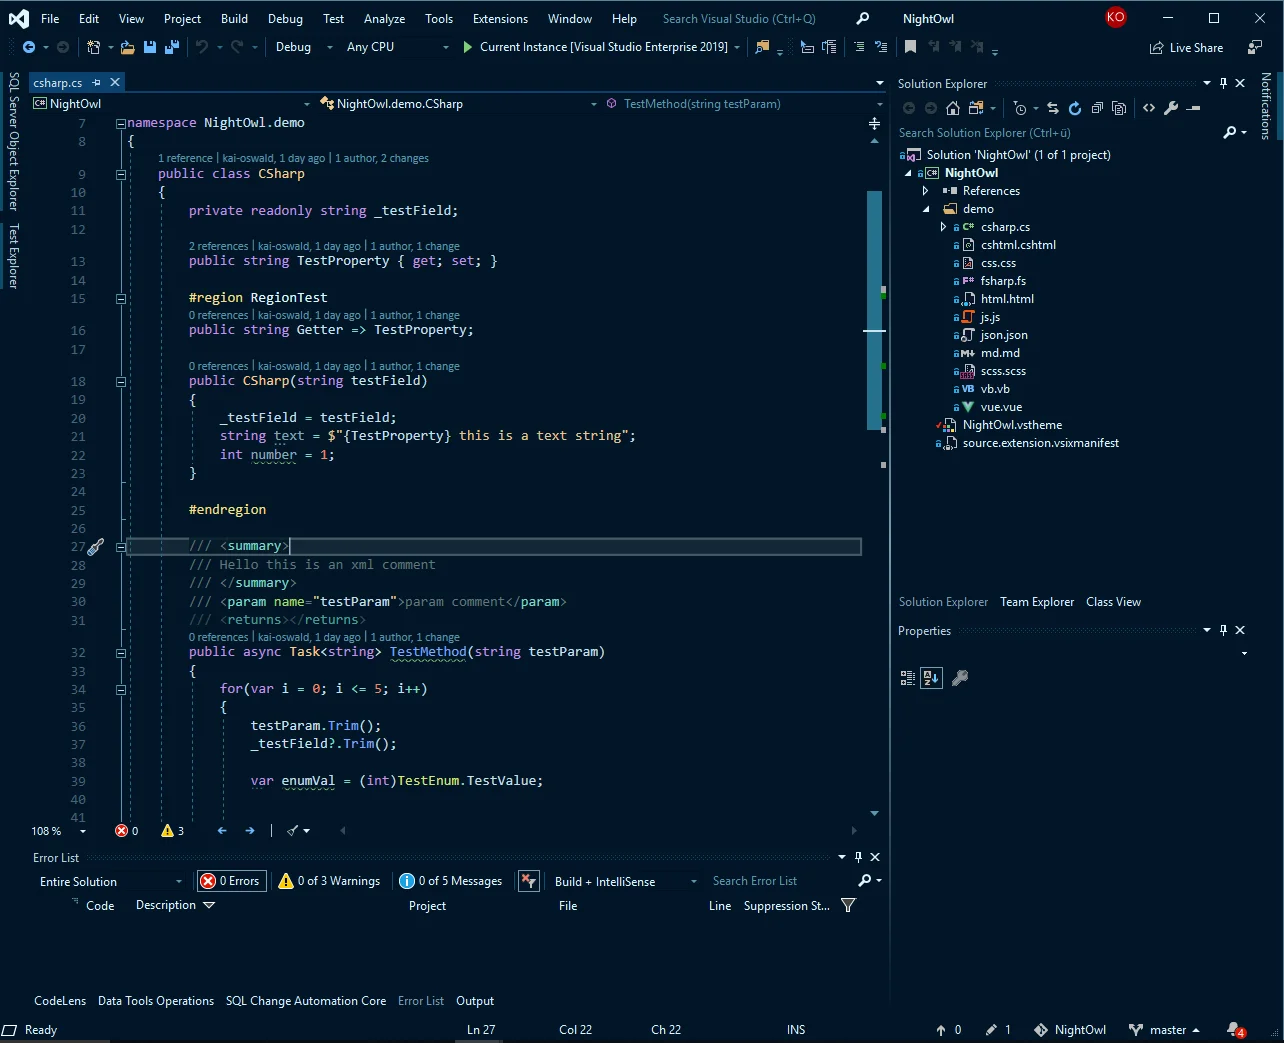 File Edit View Project Build Debug Test Analyze Tools Extensions Window Help Search Visual Studio (Ctrl+Q) NightOwl KO
Debug Any CPU Current Instance [Visual Studio Enterprise 2019] Live Share
SQL Server Object Explorer
Test Explorer
csharp.cs
C# NightOwl NightOwl.demo.CSharp TestMethod(string testParam)
7 namespace NightOwl.demo
8 {
1 reference | kai-oswald, 1 day ago | 1 author, 2 changes
9 public class CSharp
10 {
11 private readonly string _testField;
12
2 references | kai-oswald, 1 day ago | 1 author, 1 change
13 public string TestProperty { get; set; }
14
15 #region RegionTest
0 references | kai-oswald, 1 day ago | 1 author, 1 change
16 public string Getter => TestProperty;
17
0 references | kai-oswald, 1 day ago | 1 author, 1 change
18 public CSharp(string testField)
19 {
20 _testField = testField;
21 string text = $"{TestProperty} this is a text string";
22 int number = 1;
23 }
24
25 #endregion
26
27 /// <summary>
28 /// Hello this is an xml comment
29 /// </summary>
30 /// <param name="testParam">param comment</param>
31 /// <returns></returns>
0 references | kai-oswald, 1 day ago | 1 author, 1 change
32 public async Task<string> TestMethod(string testParam)
33 {
34 for(var i = 0; i <= 5; i++)
35 {
36 testParam.Trim();
37 _testField?.Trim();
38
39 var enumVal = (int)TestEnum.TestValue;
40
41
108 % 0 3
Error List
Entire Solution 0 Errors 0 of 3 Warnings 0 of 5 Messages Build + IntelliSense Search Error List
Code Description Project File Line Suppression St...
CodeLens Data Tools Operations SQL Change Automation Core Error List Output
Solution Explorer
Search Solution Explorer (Ctrl+ü)
Solution 'NightOwl' (1 of 1 project)
C# NightOwl
References
demo
C# csharp.cs
cshtml.cshtml
css.css
F# fsharp.fs
html.html
js.js
json.json
M↓ md.md
scss.scss
VB vb.vb
vue.vue
NightOwl.vstheme
source.extension.vsixmanifest
Solution Explorer Team Explorer Class View
Properties
Notifications
Ready Ln 27 Col 22 Ch 22 INS 0 1 NightOwl master 4